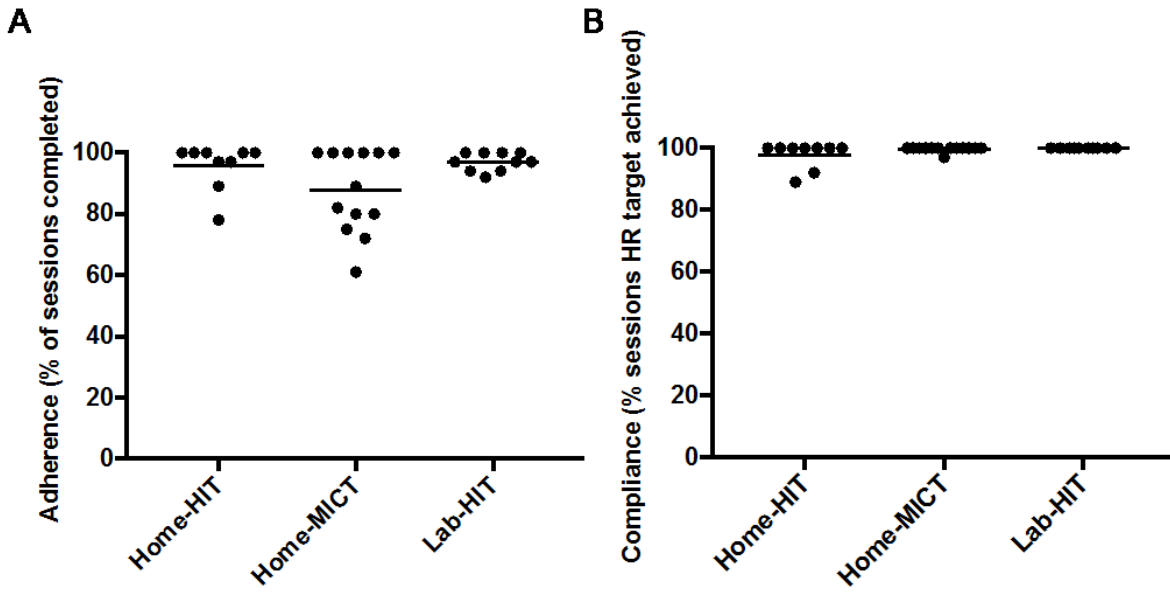 A
Adherence (% of sessions completed)
100
80
60
40
20
0
Home-HIT
Home-MICT
Lab-HIT
B
Compliance (% sessions HR target achieved)
100
80
60
40
20
0
Home-HIT
Home-MICT
Lab-HIT